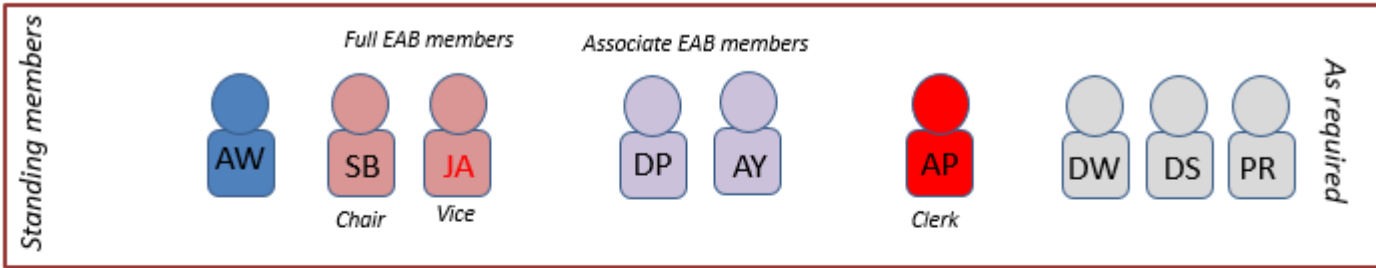 Standing members
Full EAB members
Associate EAB members
AW
SB
JA
DP
AY
AP
DW
DS
PR
Chair
Vice
Clerk
As required